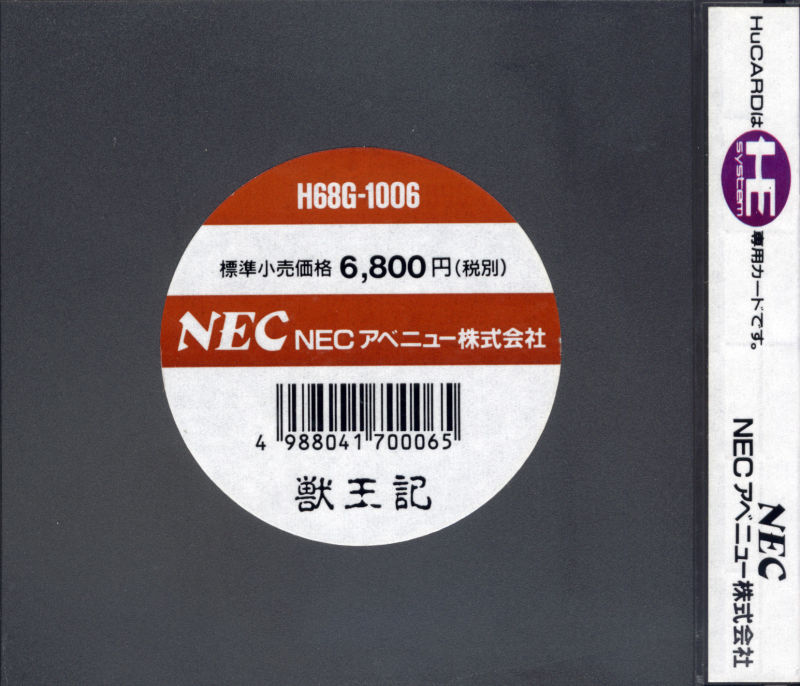 H68G-1006
標準小売価格 6,800円(税別)
NEC NECアベニュー株式会社
4 988041 700065
獣王記
HuCARDは HE system 専用カードです。
NEC
NECアベニュー株式会社